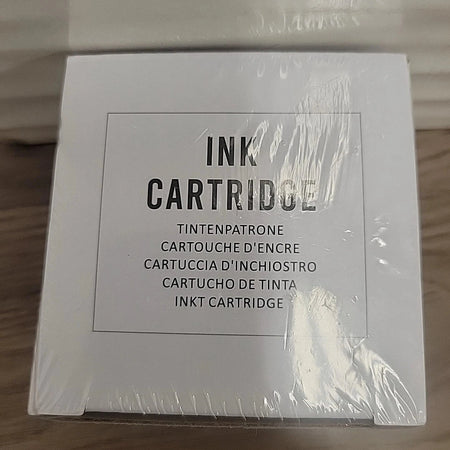 INK
CARTRIDGE
TINTENPATRONE
CARTOUCHE D'ENCRE
CARTUCCIA D'INCHIOSTRO
CARTUCHO DE TINTA
INKT CARTRIDGE